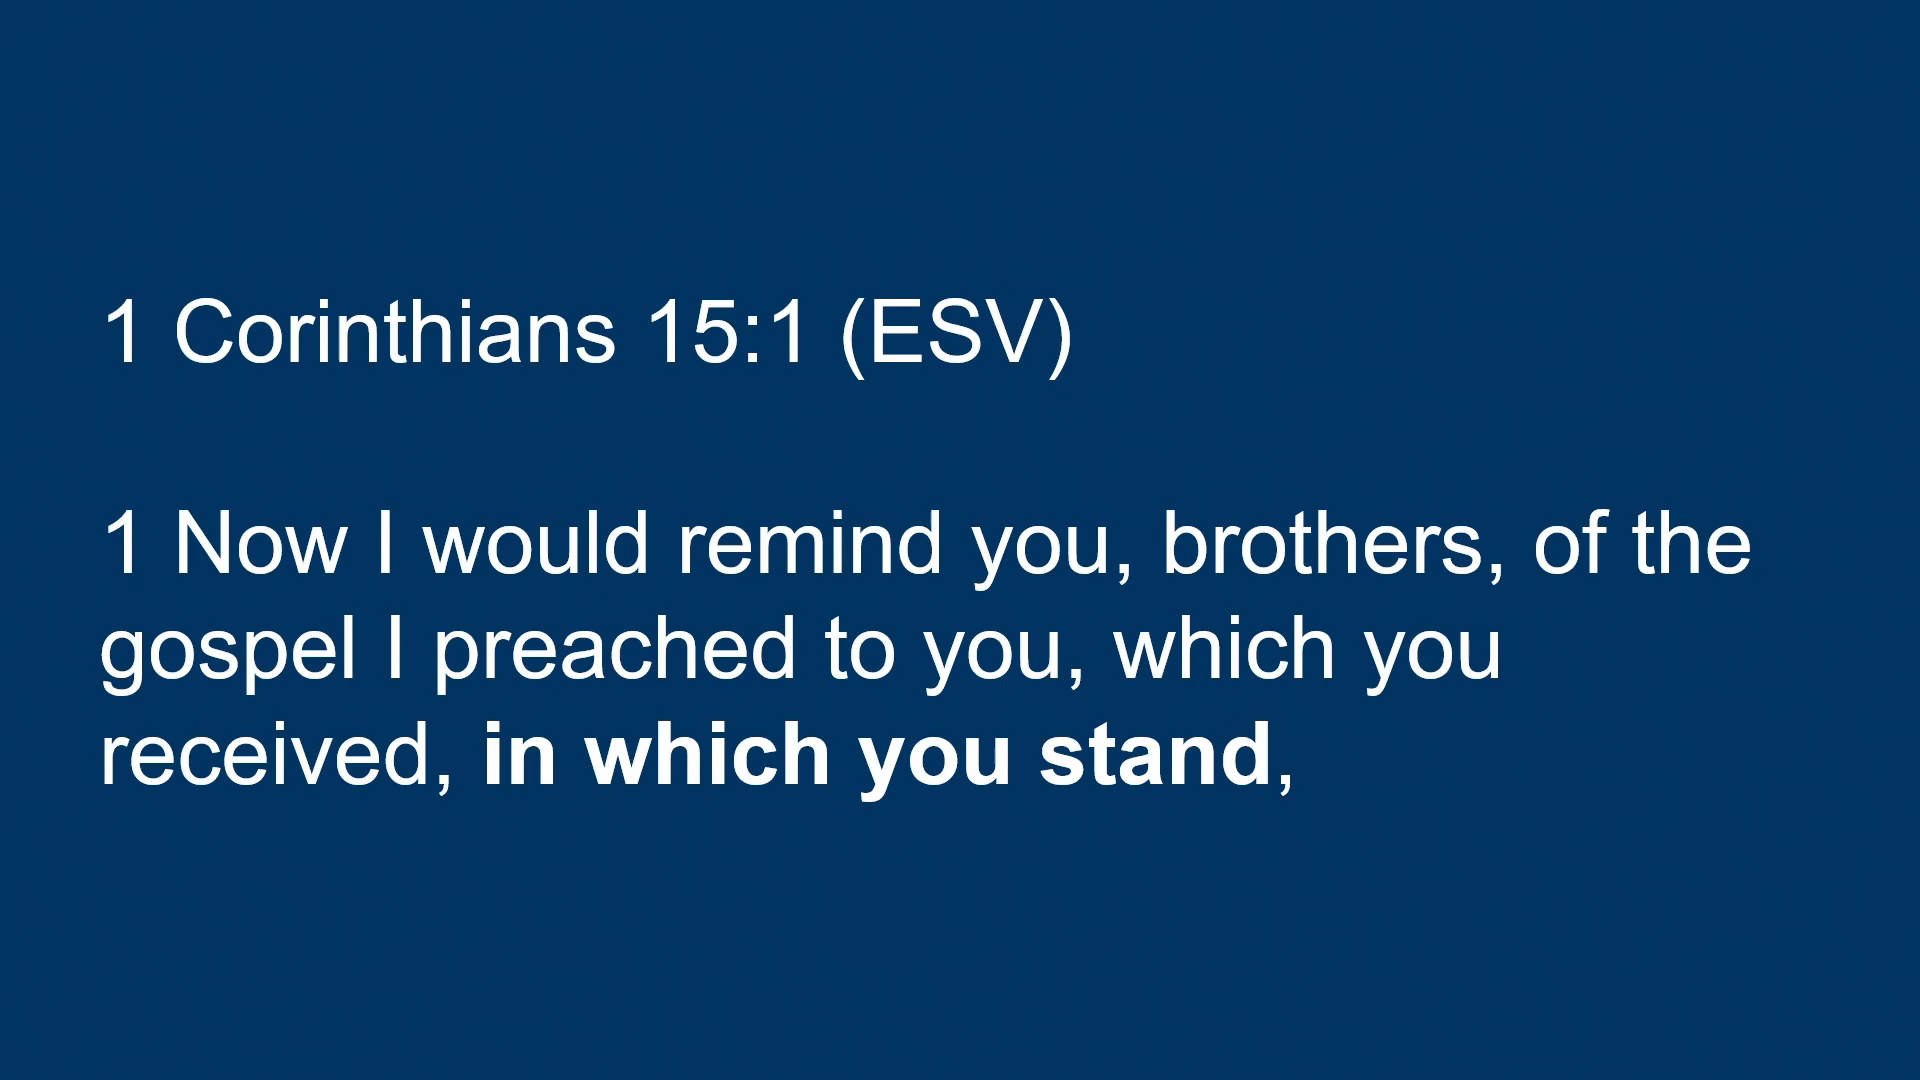 1 Corinthians 15:1 (ESV)
1 Now I would remind you, brothers, of the
gospel I preached to you, which you
received, in which you stand,